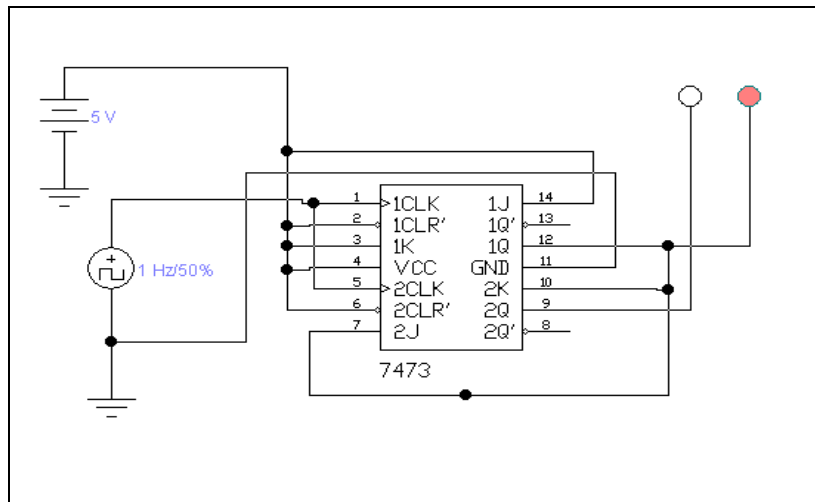 5 V
1 Hz/50%
1 1CLK 1J 14
2 1CLR' 1Q' 13
3 1K 1Q 12
4 VCC GND 11
5 2CLK 2K 10
6 2CLR' 2Q 9
7 2J 2Q' 8
7473